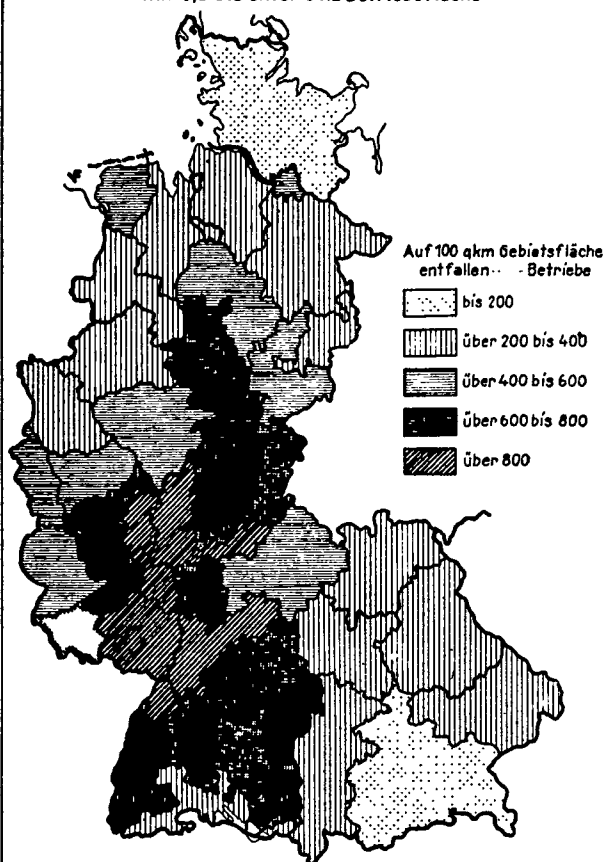 Auf 100 qkm Gebietsfläche
entfallen ·· - Betriebe
bis 200
über 200 bis 400
über 400 bis 600
über 600 bis 800
über 800